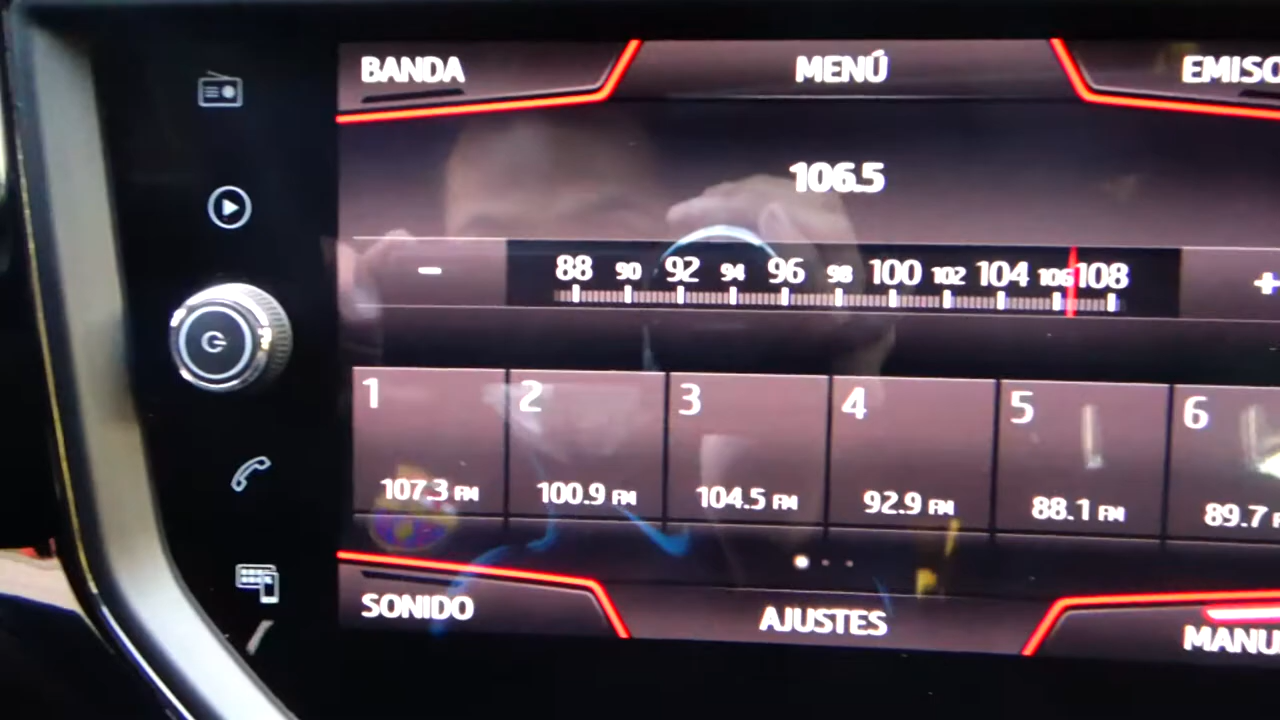 BANDA MENÚ EMISO
106.5
- 88 90 92 94 96 98 100 102 104 106 108 +
1 2 3 4 5 6
107.3 FM 100.9 FM 104.5 FM 92.9 FM 88.1 FM 89.7 F
SONIDO AJUSTES MANU